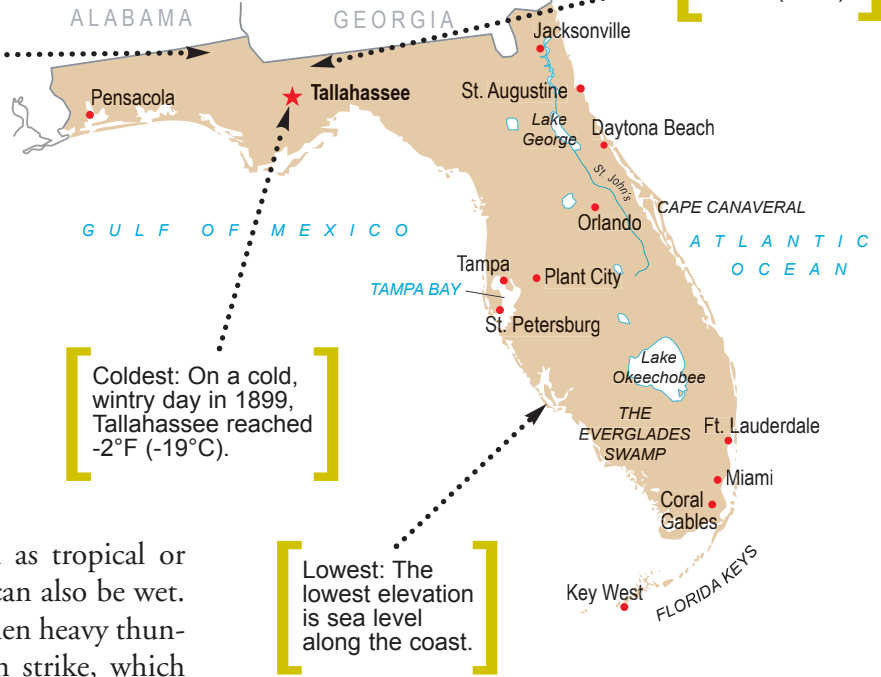 ALABAMA
GEORGIA
Jacksonville
Pensacola
Tallahassee
St. Augustine
Lake
George
Daytona Beach
St. John's
CAPE CANAVERAL
Orlando
GULF OF MEXICO
ATLANTIC
OCEAN
Tampa
Plant City
TAMPA BAY
St. Petersburg
Lake
Okeechobee
Coldest: On a cold,
wintry day in 1899,
Tallahassee reached
-2°F (-19°C).
THE
EVERGLADES
SWAMP
Ft. Lauderdale
Miami
Coral
Gables
Lowest: The
lowest elevation
is sea level
along the coast.
Key West
FLORIDA KEYS
as tropical or
can also be wet.
en heavy thun-
strike, which